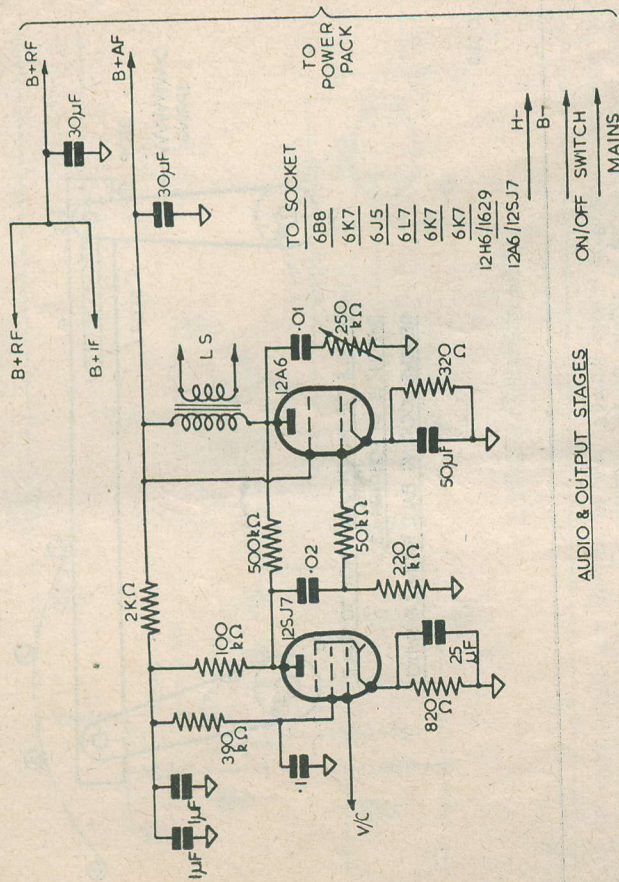 B+RF
B+RF
30µF
B+IF
B+AF
30µF
TO
POWER
PACK
2KΩ
LS
1µF
1µF
390
kΩ
100
kΩ
12SJ7
500kΩ
.02
50kΩ
12A6
.01
250
kΩ
.1
V/C
820
Ω
25
µF
220
kΩ
50µF
320
Ω
TO SOCKET
6B8
6K7
6J5
6L7
6K7
6K7
12H6/1629
12A6/12SJ7
H-
B-
ON/OFF SWITCH
MAINS
AUDIO & OUTPUT STAGES